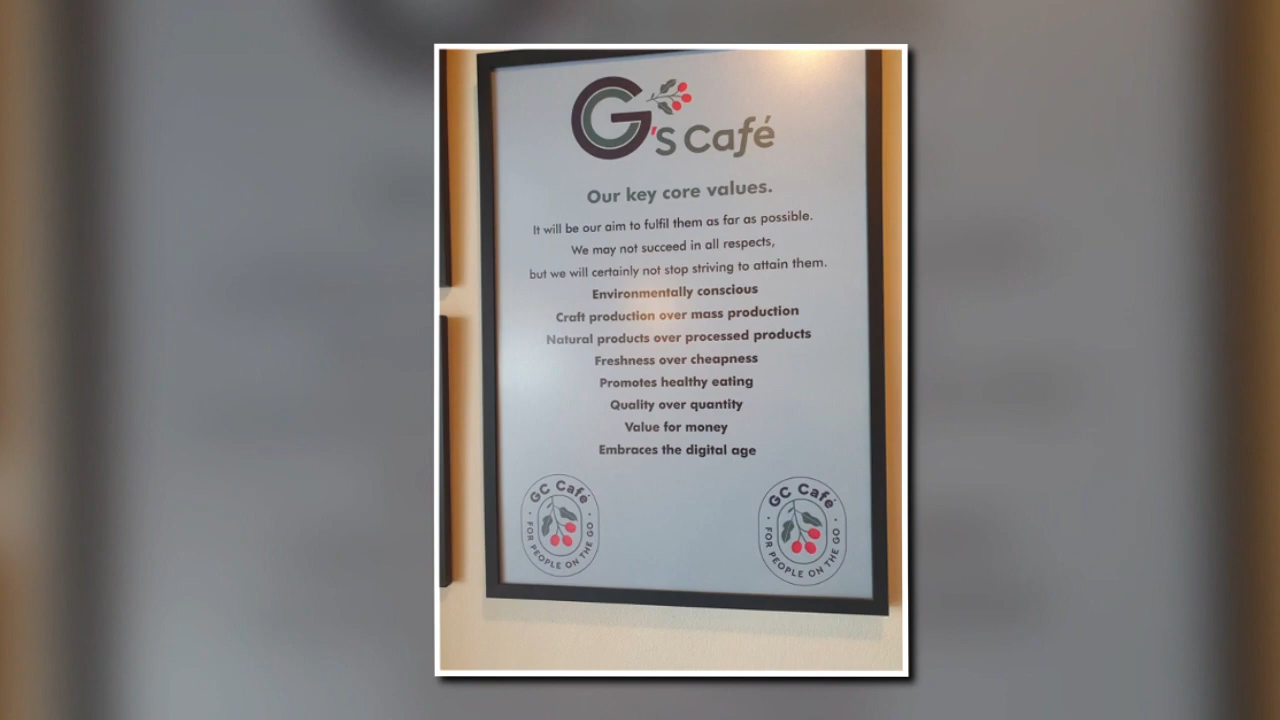 G's Café
Our key core values.
It will be our aim to fulfil them as far as possible.
We may not succeed in all respects,
but we will certainly not stop striving to attain them.
Environmentally conscious
Craft production over mass production
Natural products over processed products
Freshness over cheapness
Promotes healthy eating
Quality over quantity
Value for money
Embraces the digital age
GC Café
· FOR PEOPLE ON THE GO ·
GC Café
· FOR PEOPLE ON THE GO ·